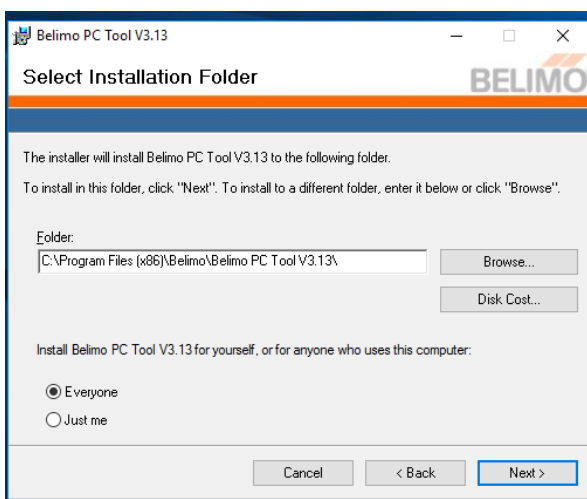 Belimo PC Tool V3.13
Select Installation Folder
BELIMO
The installer will install Belimo PC Tool V3.13 to the following folder.
To install in this folder, click "Next". To install to a different folder, enter it below or click "Browse".
Folder:
C:\Program Files (x86)\Belimo\Belimo PC Tool V3.13\
Browse...
Disk Cost...
Install Belimo PC Tool V3.13 for yourself, or for anyone who uses this computer:
Everyone
Just me
Cancel
< Back
Next >